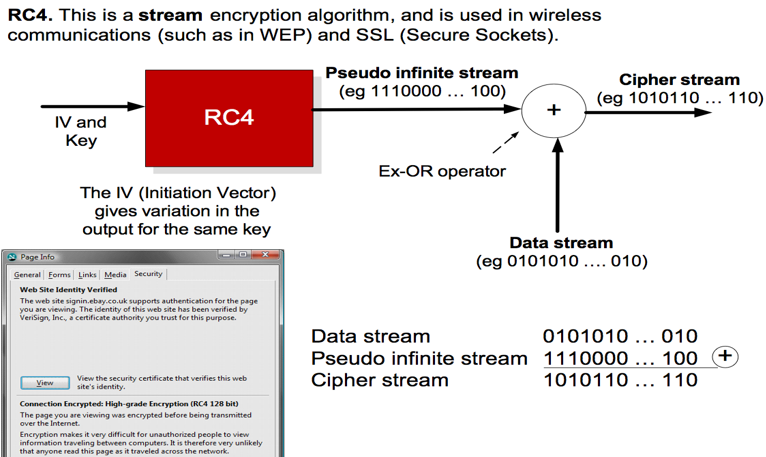 RC4. This is a stream encryption algorithm, and is used in wireless
communications (such as in WEP) and SSL (Secure Sockets).
Pseudo infinite stream
(eg 1110000 ... 100)
Cipher stream
(eg 1010110 ... 110)
IV and
Key
RC4
+
Ex-OR operator
The IV (Initiation Vector)
gives variation in the
output for the same key
Data stream
(eg 0101010 .... 010)
Page Info
General Forms Links Media Security
Web Site Identity Verified
The web site signin.ebay.co.uk supports authentication for the page
you are viewing. The identity of this web site has been verified by
VeriSign, Inc., a certificate authority you trust for this purpose.
View
View the security certificate that verifies this web
site's identity.
Connection Encrypted: High-grade Encryption (RC4 128 bit)
The page you are viewing was encrypted before being transmitted
over the Internet.
Encryption makes it very difficult for unauthorized people to view
information traveling between computers. It is therefore very unlikely
that anyone read this page as it traveled across the network.
Data stream 0101010 ... 010
Pseudo infinite stream 1110000 ... 100 +
Cipher stream 1010110 ... 110